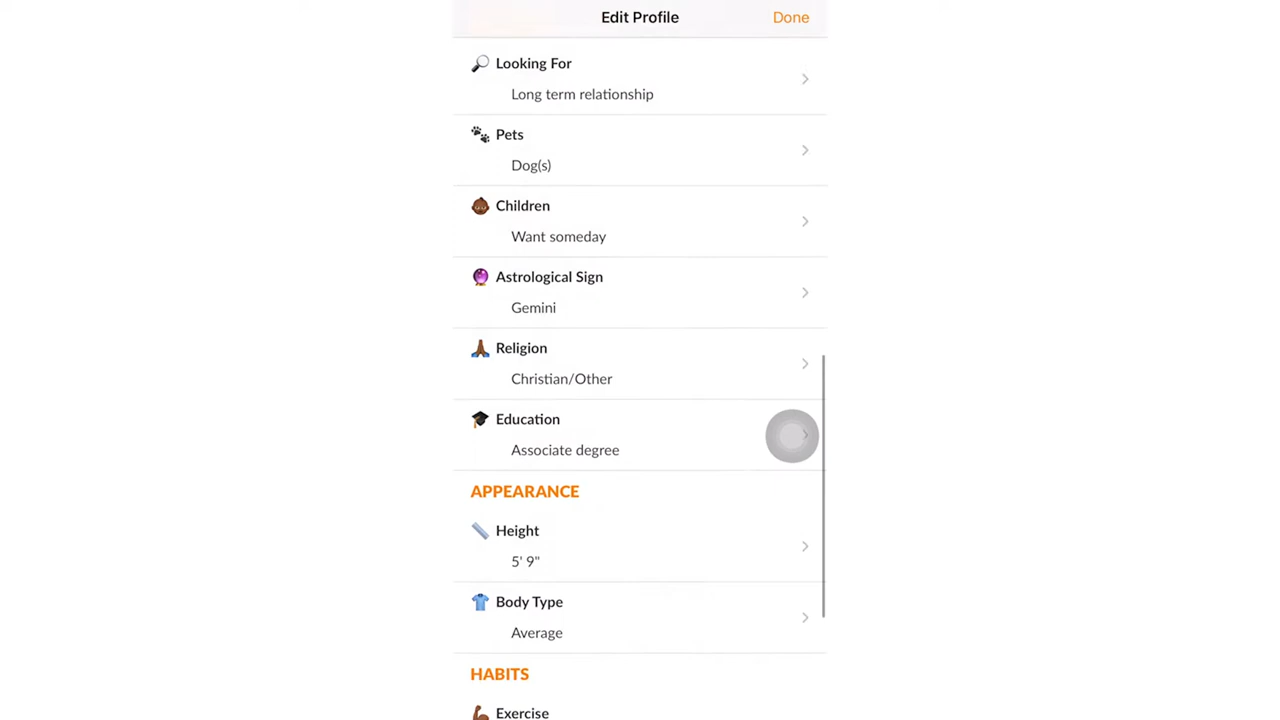 Edit Profile
Done
Looking For
Long term relationship
Pets
Dog(s)
Children
Want someday
Astrological Sign
Gemini
Religion
Christian/Other
Education
Associate degree
APPEARANCE
Height
5' 9"
Body Type
Average
HABITS
Exercise